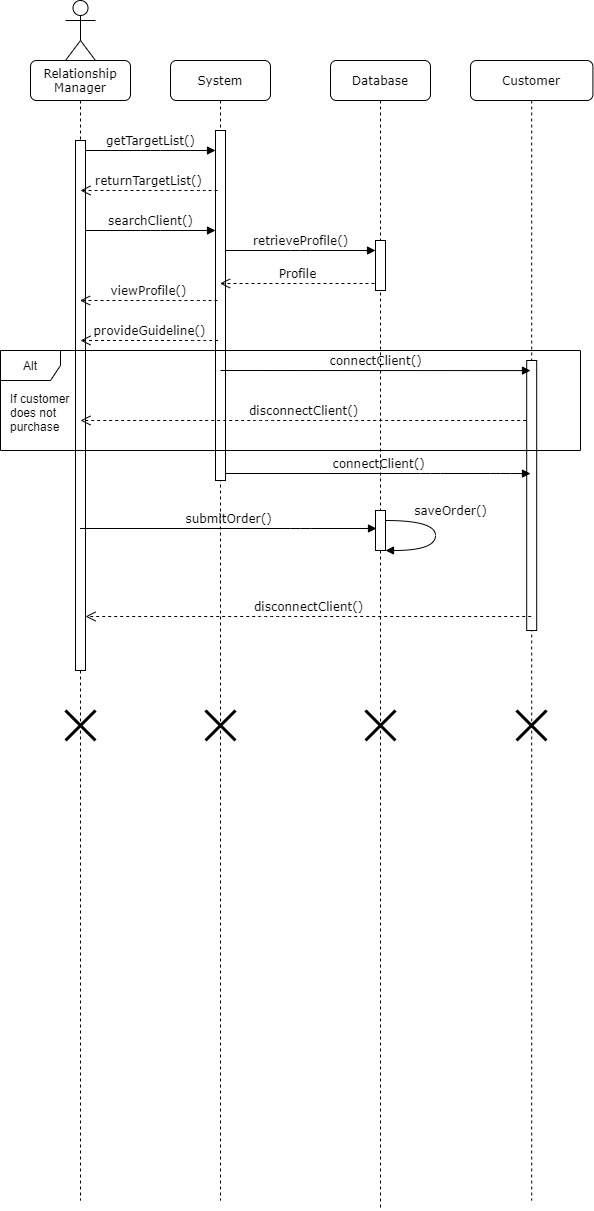 Relationship
Manager
System
Database
Customer
getTargetList()
returnTargetList()
searchClient()
retrieveProfile()
Profile
viewProfile()
provideGuideline()
Alt
connectClient()
If customer
does not
purchase
disconnectClient()
connectClient()
saveOrder()
submitOrder()
disconnectClient()